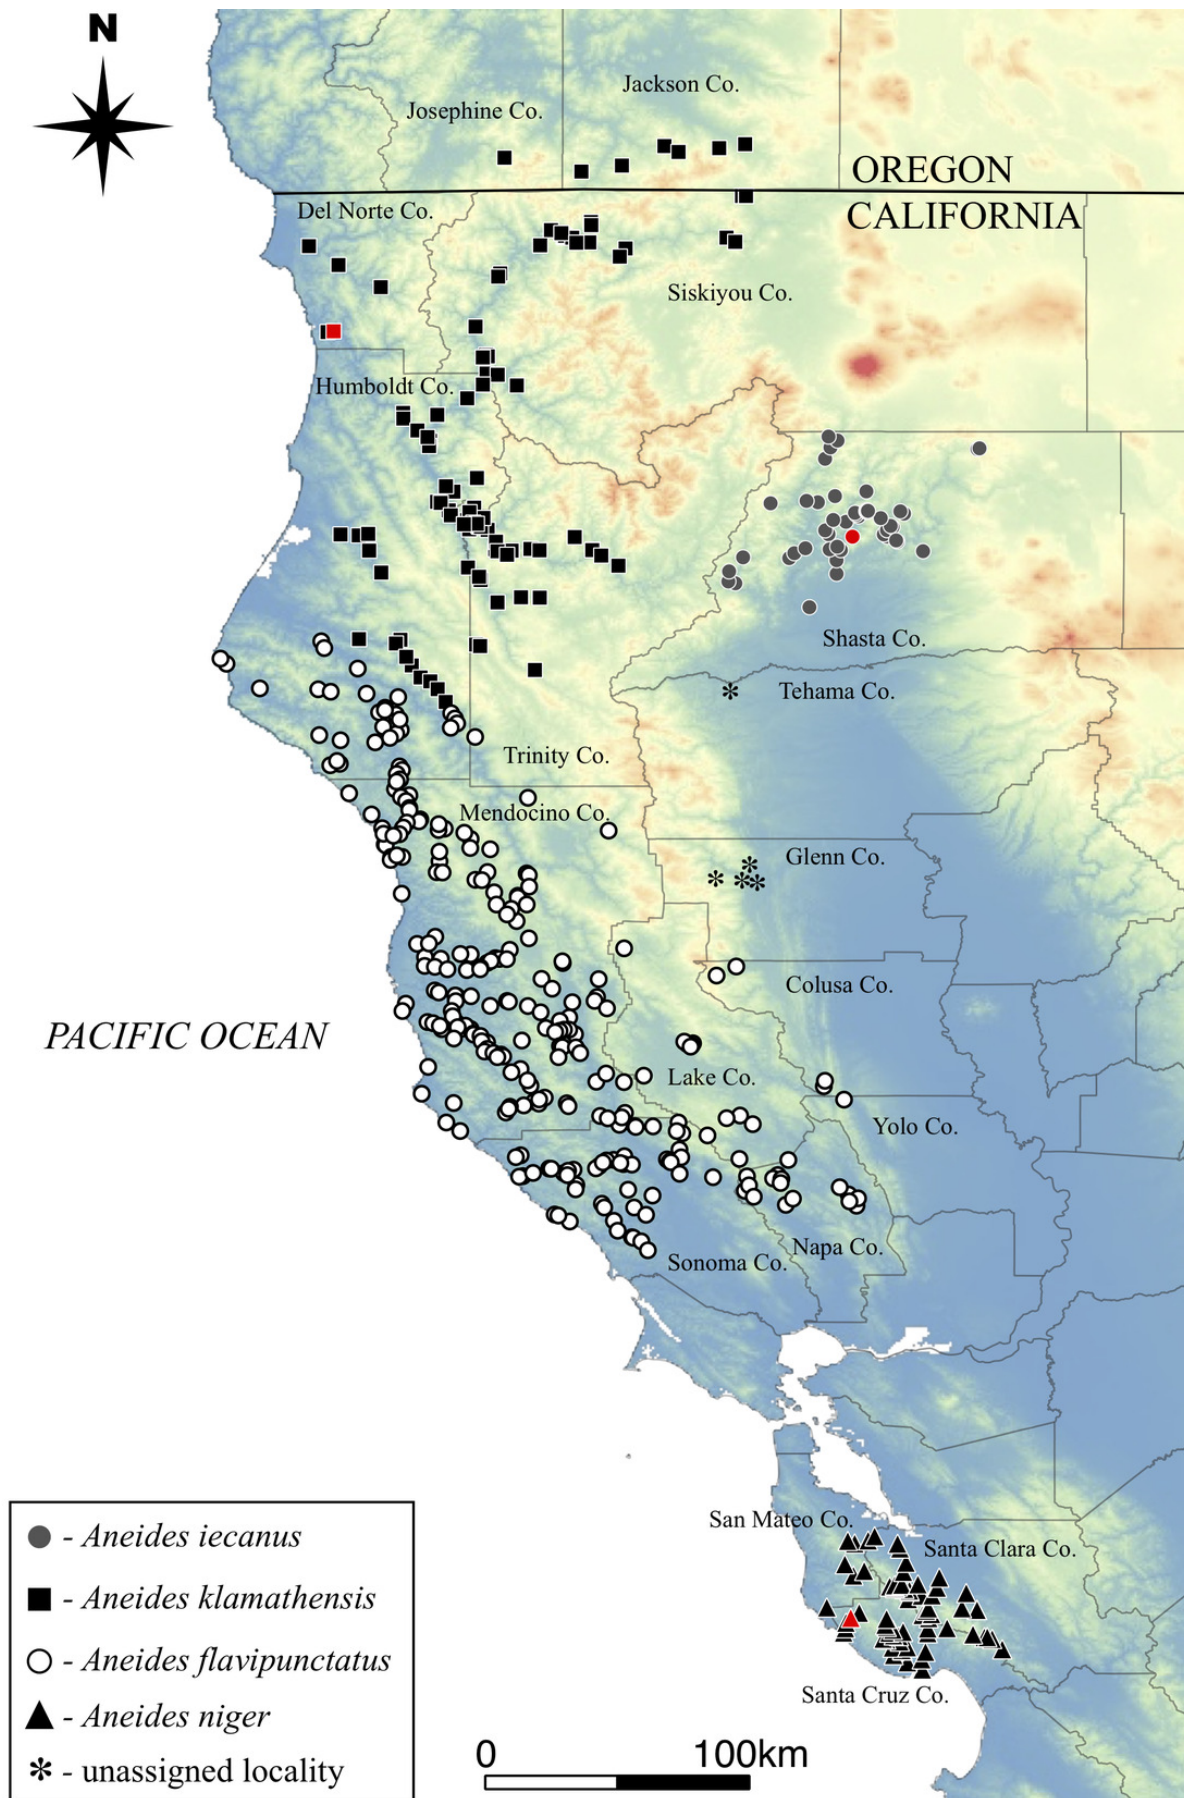 N
Jackson Co.
Josephine Co.
OREGON
CALIFORNIA
Del Norte Co.
Siskiyou Co.
Humboldt Co.
Shasta Co.
Tehama Co.
Trinity Co.
Mendocino Co.
Glenn Co.
Colusa Co.
PACIFIC OCEAN
Lake Co.
Yolo Co.
Napa Co.
Sonoma Co.
San Mateo Co.
Santa Clara Co.
Santa Cruz Co.
- Aneides iecanus
- Aneides klamathensis
- Aneides flavipunctatus
- Aneides niger
* - unassigned locality
0 100km